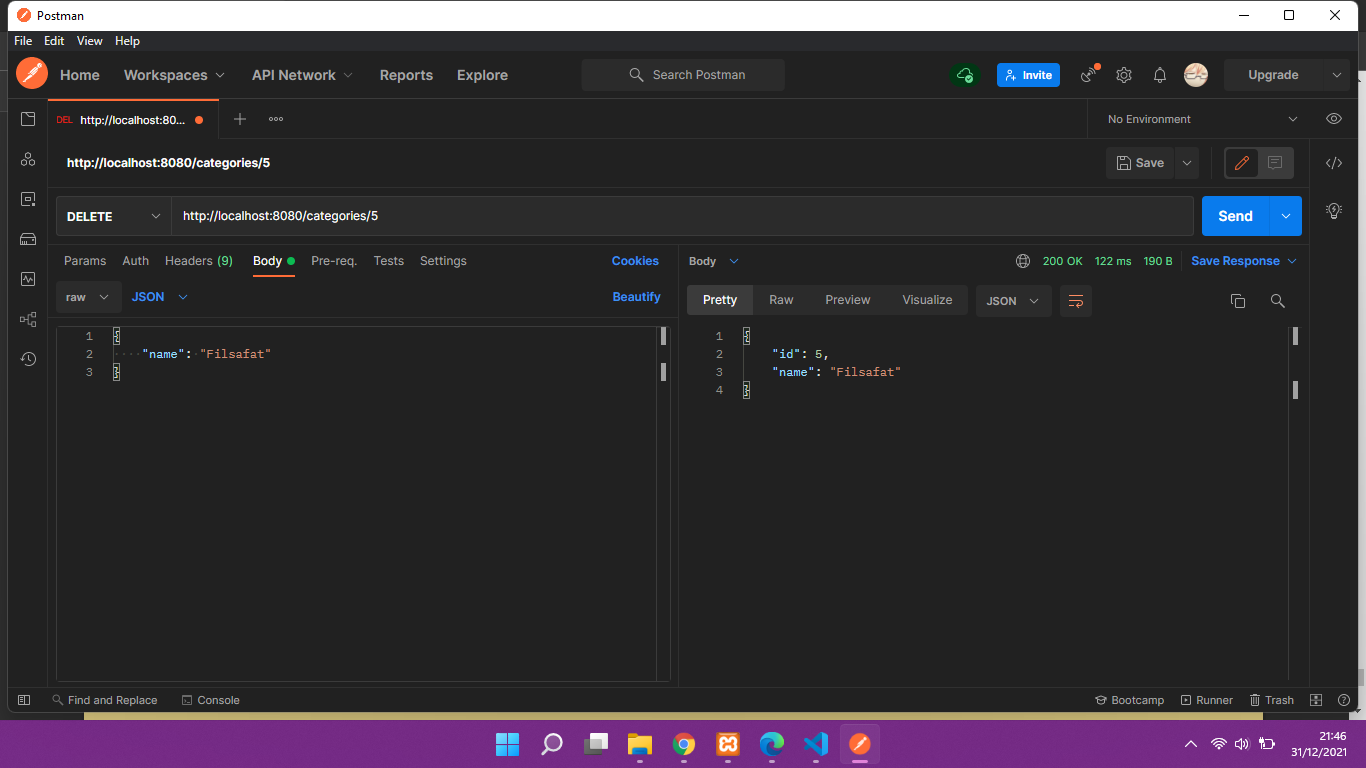 Postman
File Edit View Help
Home Workspaces API Network Reports Explore Search Postman Invite Upgrade
DEL http://localhost:80... No Environment
http://localhost:8080/categories/5 Save
DELETE http://localhost:8080/categories/5 Send
Params Auth Headers (9) Body Pre-req. Tests Settings Cookies
raw JSON Beautify
1 {
2 "name": "Filsafat"
3 }
Body 200 OK 122 ms 190 B Save Response
Pretty Raw Preview Visualize JSON
1 {
2 "id": 5,
3 "name": "Filsafat"
4 }
Find and Replace Console Bootcamp Runner Trash
21:46
31/12/2021